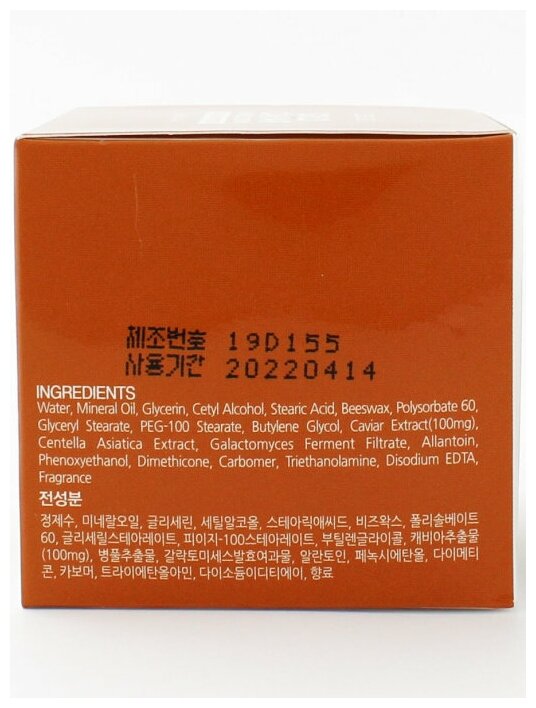 제조번호 19D155
사용기간 20220414
INGREDIENTS
Water, Mineral Oil, Glycerin, Cetyl Alcohol, Stearic Acid, Beeswax, Polysorbate 60,
Glyceryl Stearate, PEG-100 Stearate, Butylene Glycol, Caviar Extract(100mg),
Centella Asiatica Extract, Galactomyces Ferment Filtrate, Allantoin,
Phenoxyethanol, Dimethicone, Carbomer, Triethanolamine, Disodium EDTA,
Fragrance
전성분
정제수, 미네랄오일, 글리세린, 세틸알코올, 스테아릭애씨드, 비즈왁스, 폴리솔베이트
60, 글리세릴스테아레이트, 피이지-100스테아레이트, 부틸렌글라이콜, 캐비아추출물
(100mg), 병풀추출물, 갈락토미세스발효여과물, 알란토인, 페녹시에탄올, 다이메티
콘, 카보머, 트라이에탄올아민, 다이소듐이디티에이, 향료